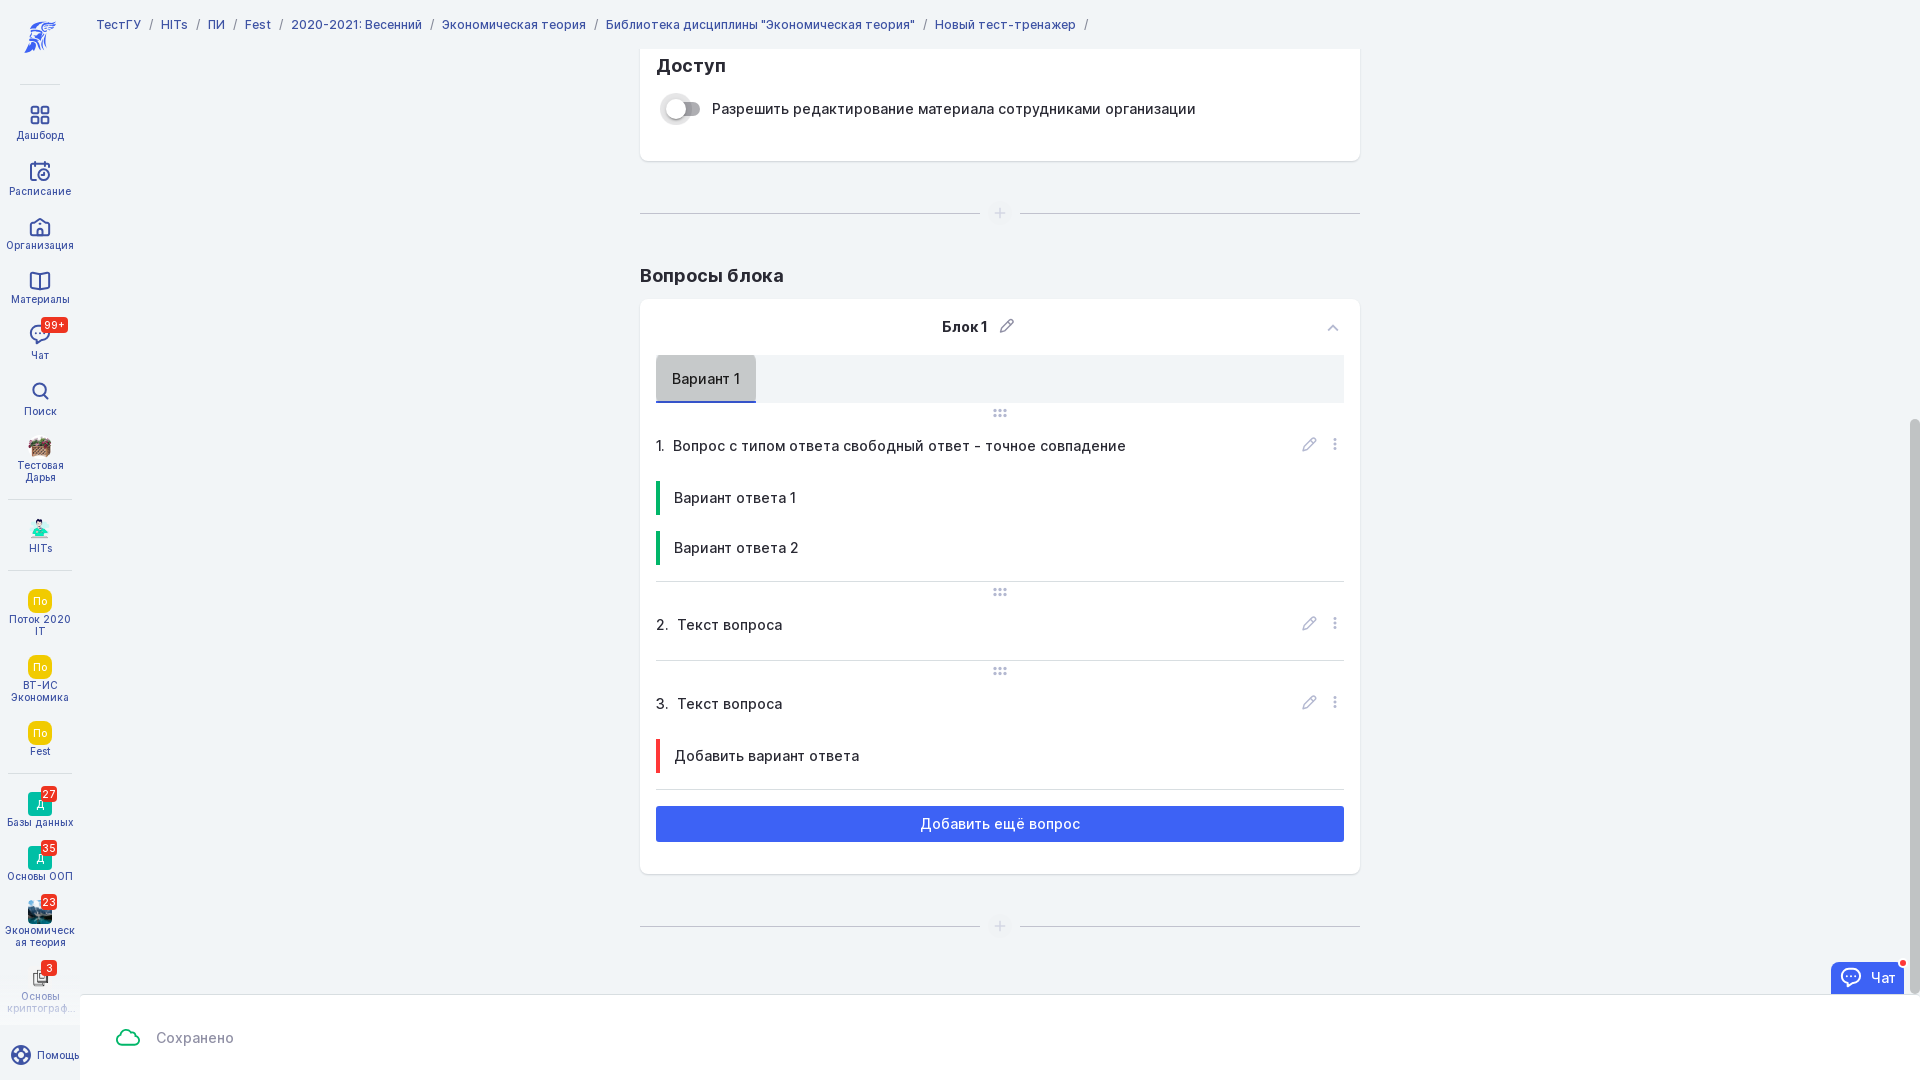 ТестГУ / HITs / ПИ / Fest / 2020-2021: Весенний / Экономическая теория / Библиотека дисциплины "Экономическая теория" / Новый тест-тренажер /
Дашборд
Расписание
Организация
Материалы
99+
Чат
Поиск
Тестовая
Дарья
HITs
По
Поток 2020
IT
По
ВТ-ИС
Экономика
По
Fest
27
Д
Базы данных
35
Д
Основы ООП
23
Экономическ
ая теория
3
Основы
криптограф...
Помощь
Доступ
Разрешить редактирование материала сотрудниками организации
Вопросы блока
Блок 1
Вариант 1
1. Вопрос с типом ответа свободный ответ - точное совпадение
Вариант ответа 1
Вариант ответа 2
2. Текст вопроса
3. Текст вопроса
Добавить вариант ответа
Добавить ещё вопрос
Чат
Сохранено